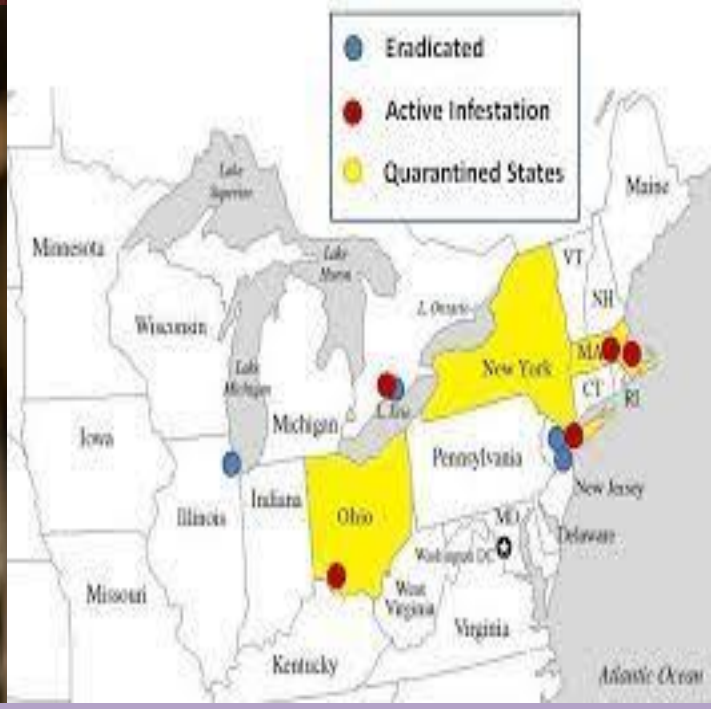 Eradicated
Active Infestation
Quarantined States
Maine
Lake
Superior
Minnesota
VT
Lake
Huron
NH
L. Ontario
Wisconsin
MA
New York
Lake
Michigan
CT
RI
L. Erie
Michigan
Iowa
Pennsylvania
New Jersey
Indiana
Illinois
Ohio
MD
Delaware
Washington DC
West
Virginia
Missouri
Virginia
Kentucky
Atlantic Ocean